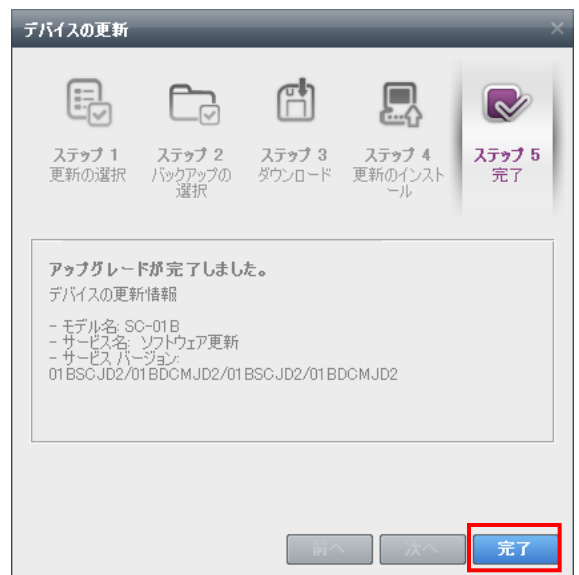 デバイスの更新
ステップ 1
更新の選択
ステップ 2
バックアップの
選択
ステップ 3
ダウンロード
ステップ 4
更新のインスト
ール
ステップ 5
完了
アップグレードが完了しました。
デバイスの更新情報
- モデル名: SC-01B
- サービス名: ソフトウェア更新
- サービス バージョン:
01BSCJD2/01BDCMJD2/01BSCJD2/01BDCMJD2
前へ
次へ
完了